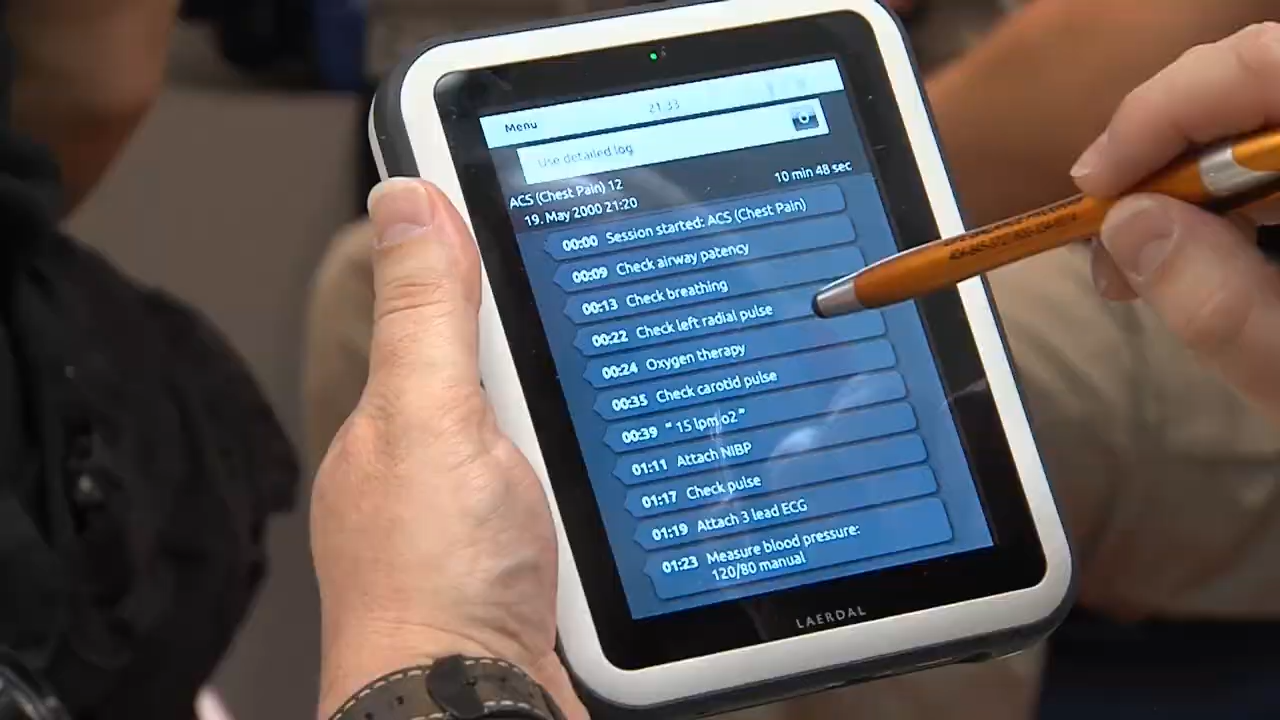 Menu
21:33
Use detailed log
ACS (Chest Pain) 12
10 min 48 sec
19. May 2000 21:20
00:00 Session started: ACS (Chest Pain)
00:09 Check airway patency
00:13 Check breathing
00:22 Check left radial pulse
00:24 Oxygen therapy
00:35 Check carotid pulse
00:39 " 15 lpm o2 "
01:11 Attach NIBP
01:17 Check pulse
01:19 Attach 3 lead ECG
01:23 Measure blood pressure:
120/80 manual
LAERDAL